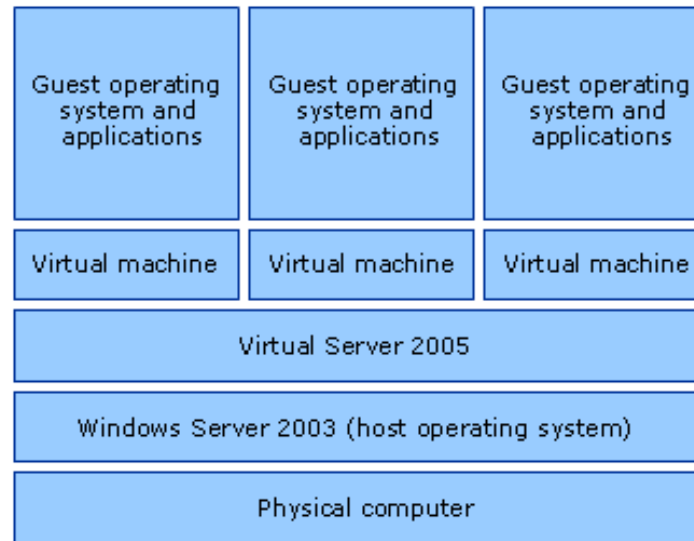 Guest operating
system and
applications
Guest operating
system and
applications
Guest operating
system and
applications
Virtual machine
Virtual machine
Virtual machine
Virtual Server 2005
Windows Server 2003 (host operating system)
Physical computer